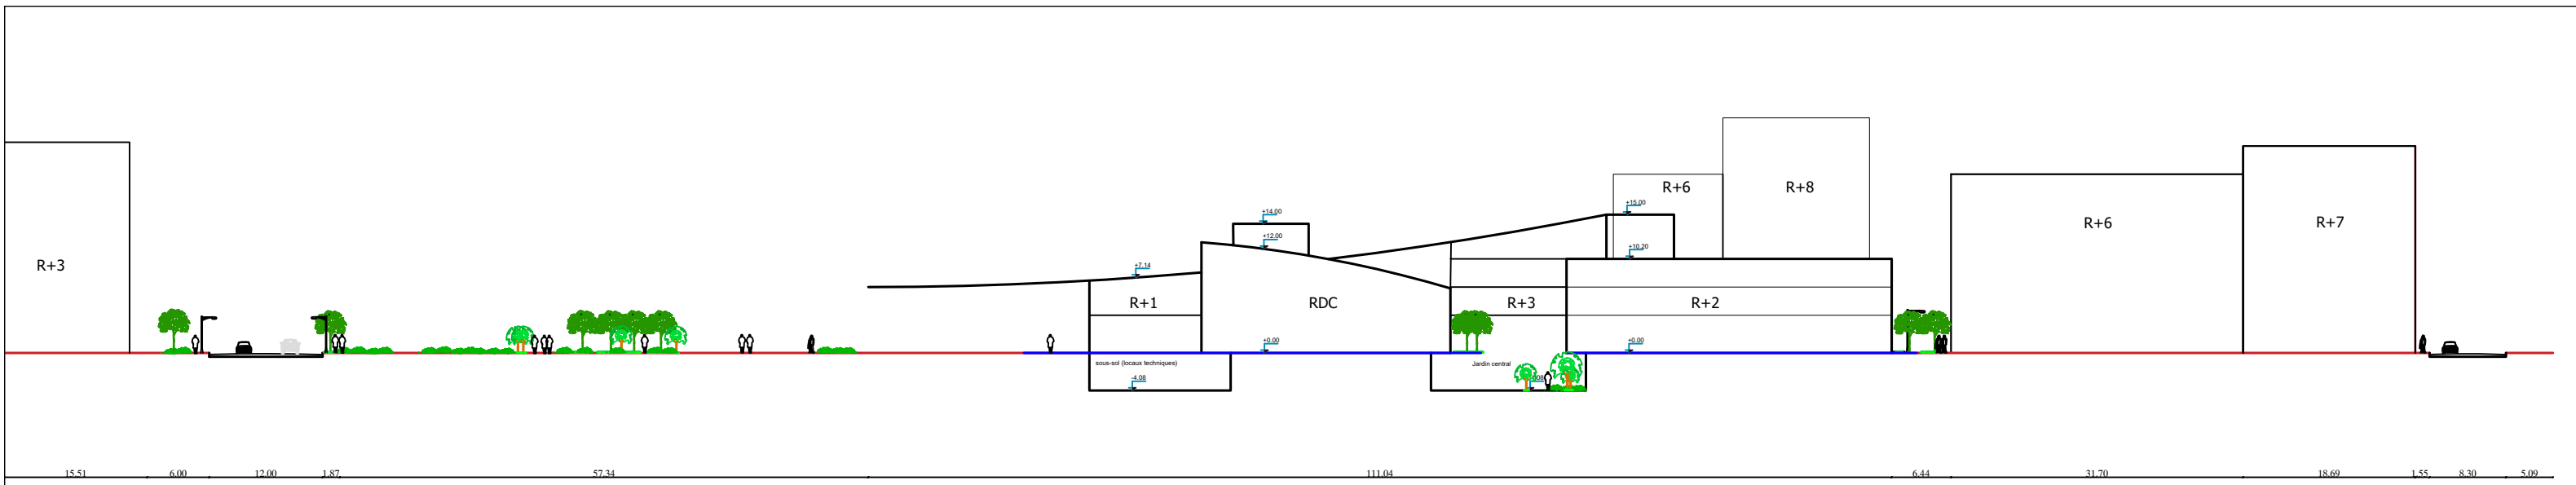 R+6
R+8
+15.00
+14.00
R+3
R+6
R+7
+12.00
+10.20
+7.14
R+1
RDC
R+3
R+2
+0.00
+0.00
sous-sol (locaux techniques)
Jardin central
-4.08
15.51
6.00
12.00
1.87
57.34
111.04
6.44
31.70
18.69
1.55
8.30
5.09